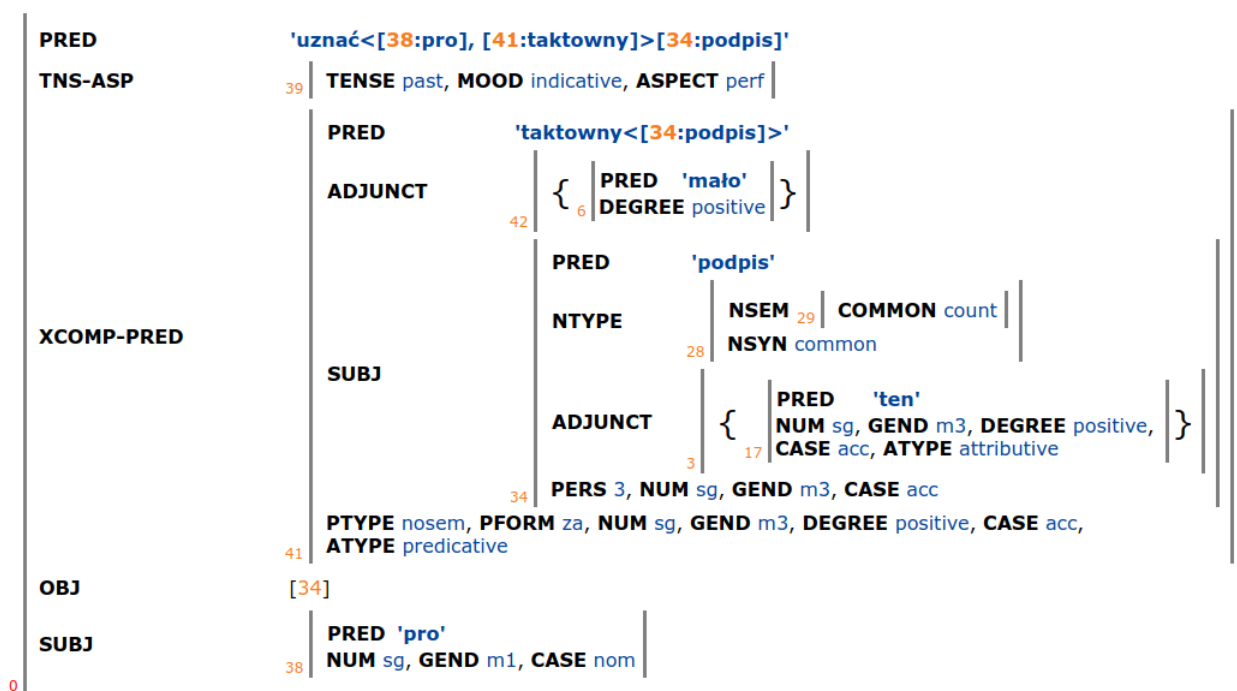 PRED 'uznać<[38:pro], [41:taktowny]>[34:podpis]'
TNS-ASP 39 TENSE past, MOOD indicative, ASPECT perf
PRED 'taktowny<[34:podpis]>'
ADJUNCT 42 { 6 PRED 'mało'
DEGREE positive }
PRED 'podpis'
NTYPE 28 NSEM 29 COMMON count
NSYN common
XCOMP-PRED 41
SUBJ 34
ADJUNCT 3 { 17 PRED 'ten'
NUM sg, GEND m3, DEGREE positive,
CASE acc, ATYPE attributive }
PERS 3, NUM sg, GEND m3, CASE acc
PTYPE nosem, PFORM za, NUM sg, GEND m3, DEGREE positive, CASE acc,
ATYPE predicative
OBJ [34]
SUBJ 38 PRED 'pro'
NUM sg, GEND m1, CASE nom
0